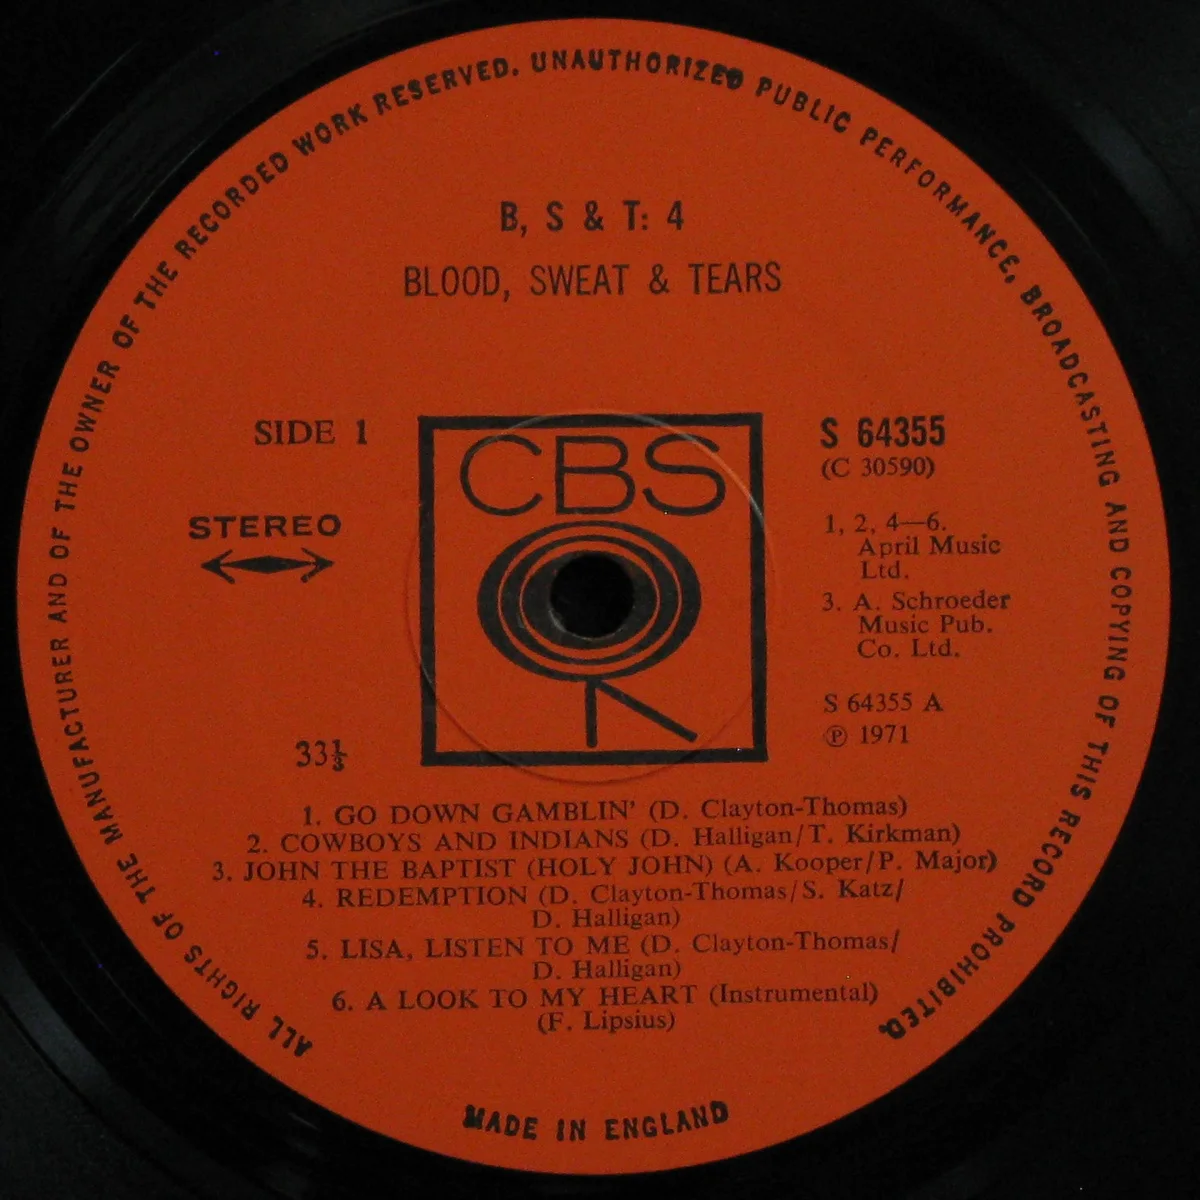 ALL RIGHTS OF THE MANUFACTURER AND OF THE OWNER OF THE RECORDED WORK RESERVED. UNAUTHORIZED PUBLIC PERFORMANCE, BROADCASTING AND COPYING OF THIS RECORD PROHIBITED.
B, S & T: 4
BLOOD, SWEAT & TEARS
SIDE 1
STEREO
33⅓
CBS
S 64355
(C 30590)
1, 2, 4—6.
April Music
Ltd.
3. A. Schroeder
Music Pub.
Co. Ltd.
S 64355 A
℗ 1971
1. GO DOWN GAMBLIN' (D. Clayton-Thomas)
2. COWBOYS AND INDIANS (D. Halligan/T. Kirkman)
3. JOHN THE BAPTIST (HOLY JOHN) (A. Kooper/P. Major)
4. REDEMPTION (D. Clayton-Thomas/S. Katz/
D. Halligan)
5. LISA, LISTEN TO ME (D. Clayton-Thomas/
D. Halligan)
6. A LOOK TO MY HEART (Instrumental)
(F. Lipsius)
MADE IN ENGLAND